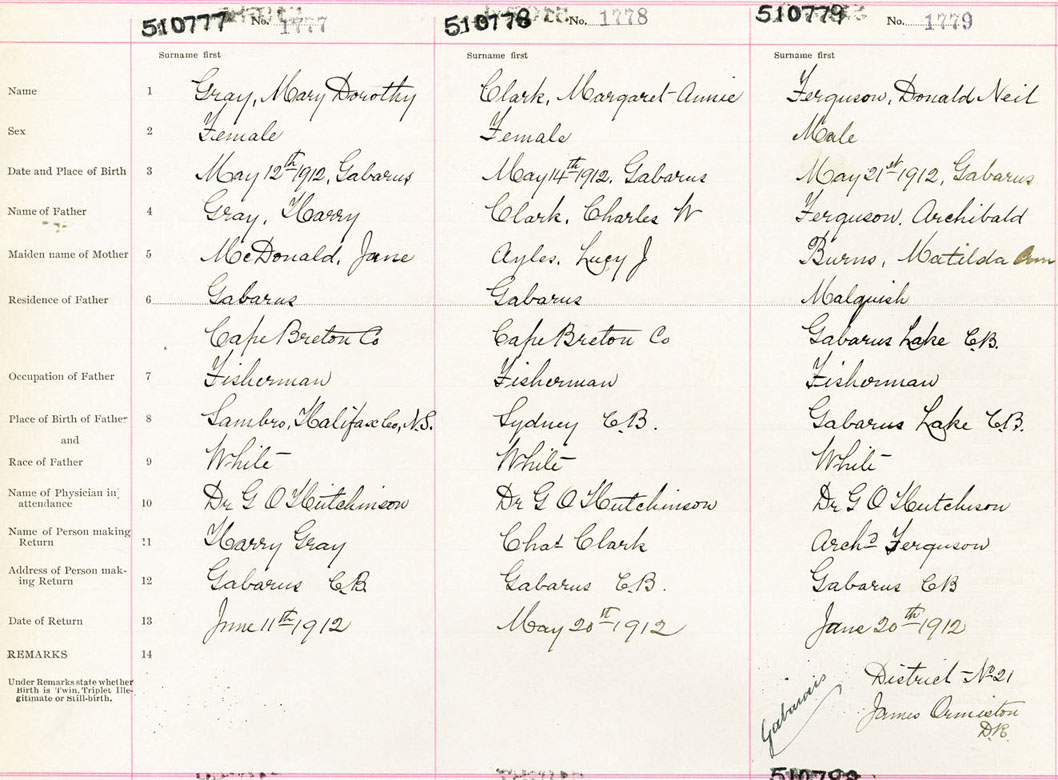 510777 No. 1777 510778 No. 1778 510779 No. 1779
Surname first Surname first Surname first
Name 1 Gray, Mary Dorothy Clark, Margaret Annie Ferguson, Donald Neil
Sex 2 Female Female Male
Date and Place of Birth 3 May 12th 1912, Gabarus May 14th 1912, Gabarus May 21st 1912, Gabarus
Name of Father 4 Gray, Harry Clark, Charles W Ferguson, Archibald
Maiden name of Mother 5 McDonald, Jane Ayles, Lucy J Burns, Matilda Ann
Residence of Father 6 Gabarus Gabarus
Cape Breton Co Cape Breton Co Gabarus Lake C.B.
Occupation of Father 7 Fisherman Fisherman Fisherman
Place of Birth of Father 8 Sambro, Halifax Co, N.S. Sydney C.B. Gabarus Lake C.B.
and
Race of Father 9 White White White
Name of Physician in
attendance 10 Dr G O Hutchinson Dr G O Hutchinson Dr G O Hutchison
Name of Person making
Return 11 Harry Gray Chas Clark Archd Ferguson
Address of Person mak-
ing Return 12 Gabarus C.B. Gabarus C.B. Gabarus CB
Date of Return 13 June 11th 1912 May 20st 1912 June 20th 1912
REMARKS 14
Under Remarks state whether
Birth is Twin, Triplet Ille-
gitimate or Still-birth.
District No 21
James Ormiston
D.R.
Gabarus
510799